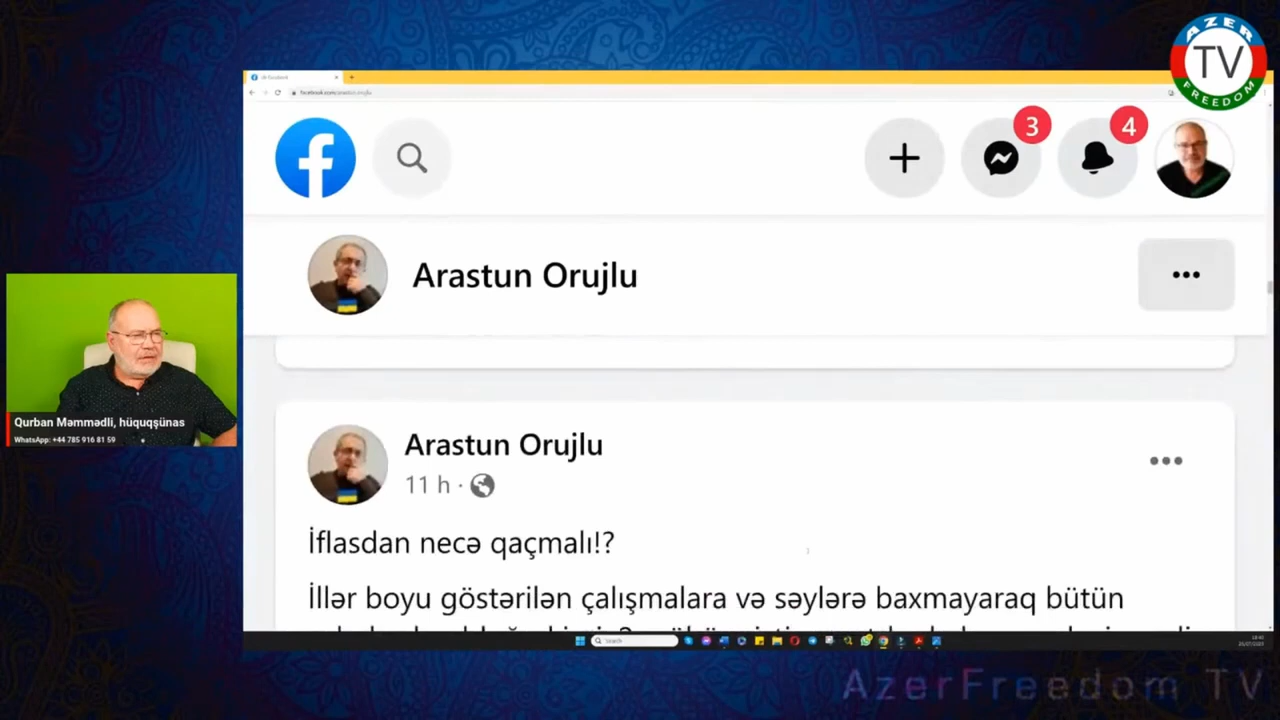 AZER
TV
FREEDOM
3
4
Arastun Orujlu
Arastun Orujlu
11 h ·
İflasdan necə qaçmalı!?
İllər boyu göstərilən çalışmalara və səylərə baxmayaraq bütün
Qurban Məmmədli, hüquqşünas
WhatsApp: +44 785 916 81 59
Search
AzerFreedom TV